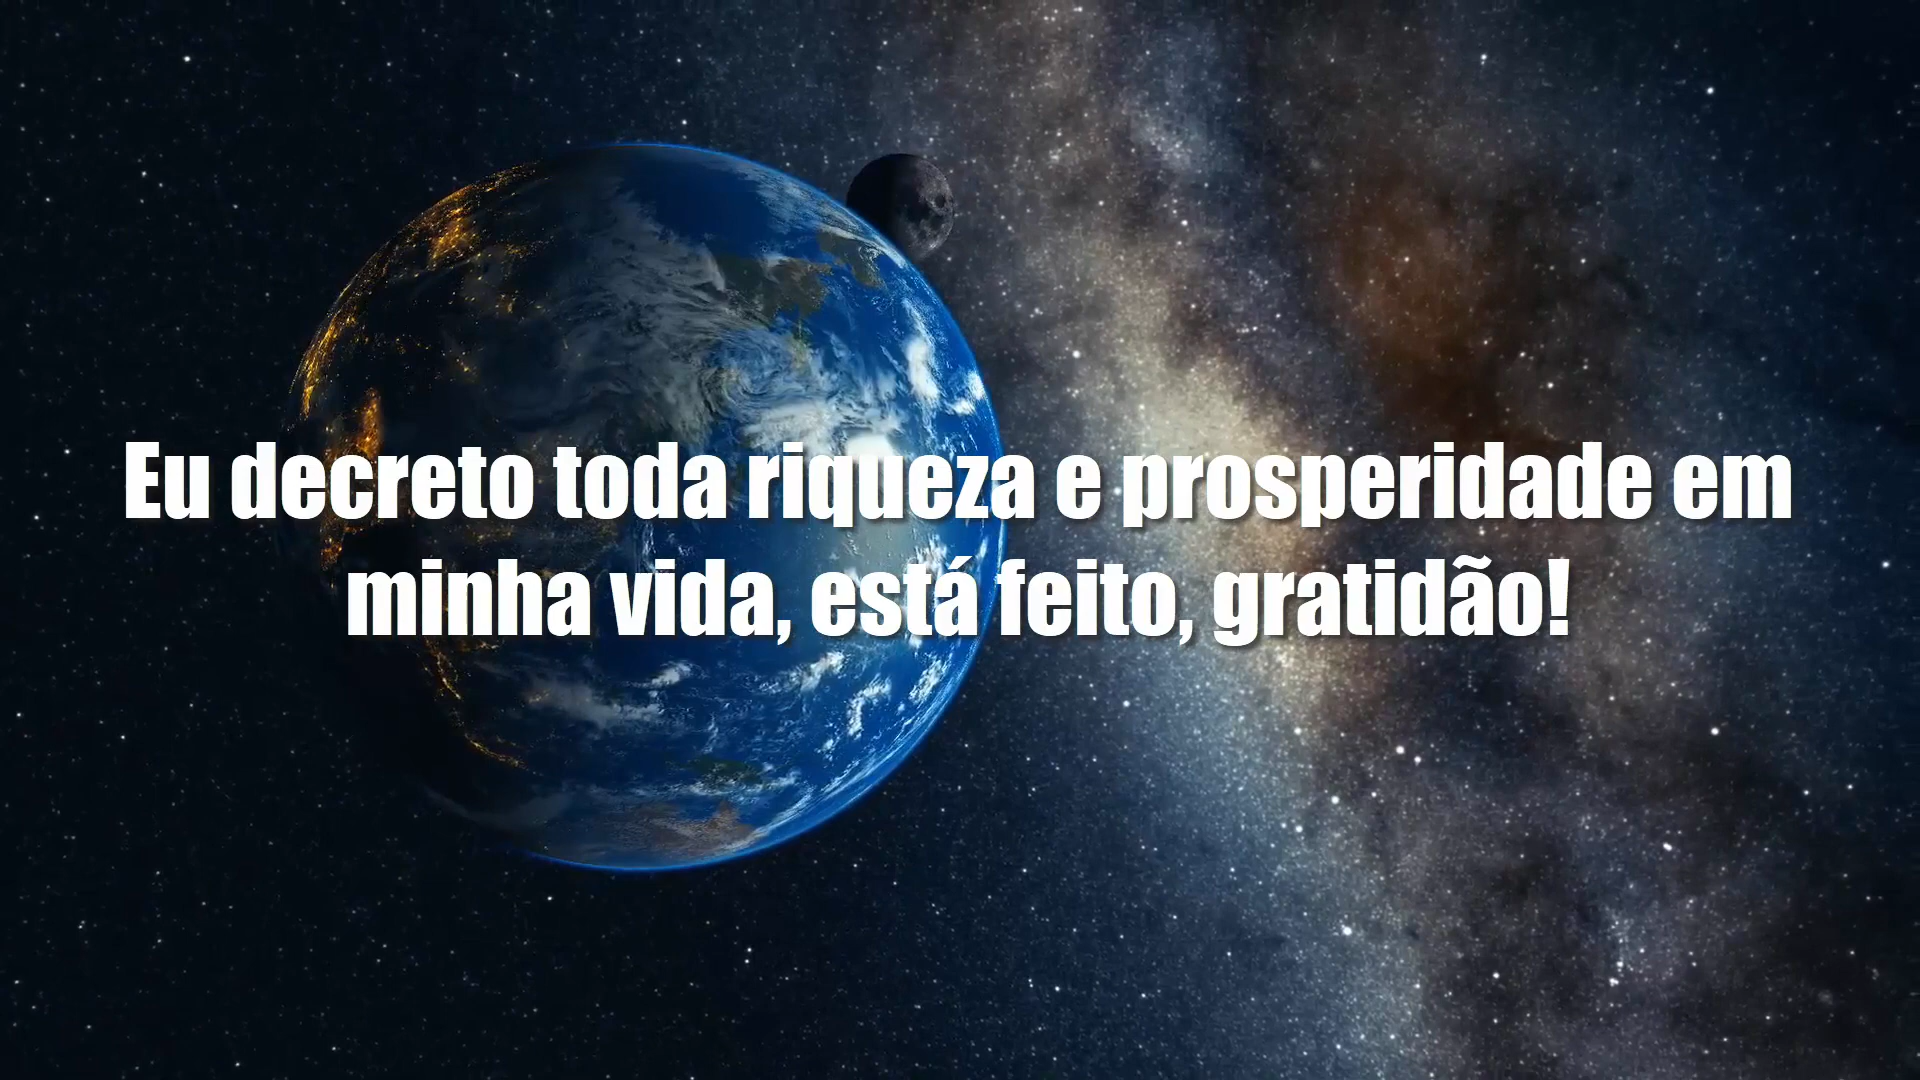 Eu decreto toda riqueza e prosperidade em
minha vida, está feito, gratidão!